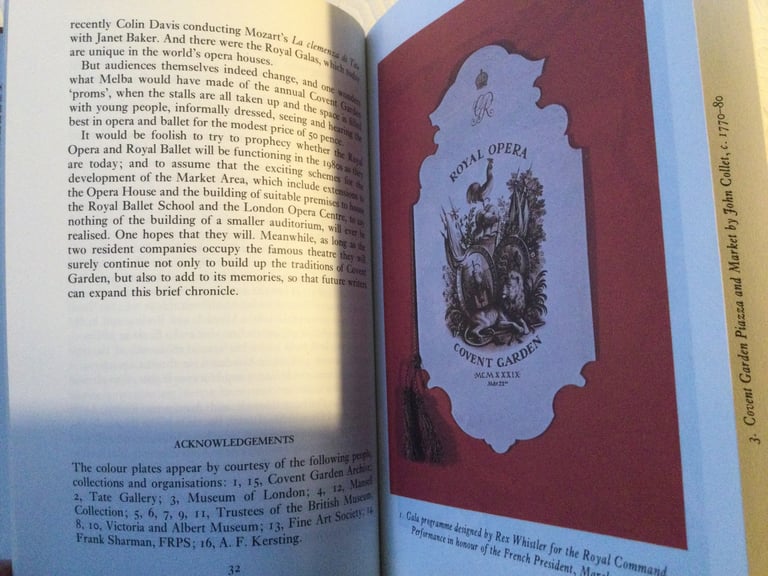 recently Colin Davis conducting Mozart's La clemenza di Tito
with Janet Baker. And there were the Royal Galas, which today
are unique in the world's opera houses.
But audiences themselves indeed change, and one wonders
what Melba would have made of the annual Covent Garden
'proms', when the stalls are all taken up and the space is filled
with young people, informally dressed, seeing and hearing the
best in opera and ballet for the modest price of 50 pence.
It would be foolish to try to prophecy whether the Royal
Opera and Royal Ballet will be functioning in the 1980s as they
are today; and to assume that the exciting schemes for the
development of the Market Area, which include extensions to
the Opera House and the building of suitable premises to house
the Royal Ballet School and the London Opera Centre, to say
nothing of the building of a smaller auditorium, will ever be
realised. One hopes that they will. Meanwhile, as long as the
two resident companies occupy the famous theatre they will
surely continue not only to build up the traditions of Covent
Garden, but also to add to its memories, so that future writers
can expand this brief chronicle.
ACKNOWLEDGEMENTS
The colour plates appear by courtesy of the following people,
collections and organisations: 1, 15, Covent Garden Archive;
2, Tate Gallery; 3, Museum of London; 4, 12, Mansell
Collection; 5, 6, 7, 9, 11, Trustees of the British Museum;
8, 10, Victoria and Albert Museum; 13, Fine Art Society; 14,
Frank Sharman, FRPS; 16, A. F. Kersting.
32
GR
ROYAL OPERA
COVENT GARDEN
·MCMXXXIX·
1. Gala programme designed by Rex Whistler for the Royal Command
Performance in honour of the French President, March
3. Covent Garden Piazza and Market by John Collet, c. 1770–80